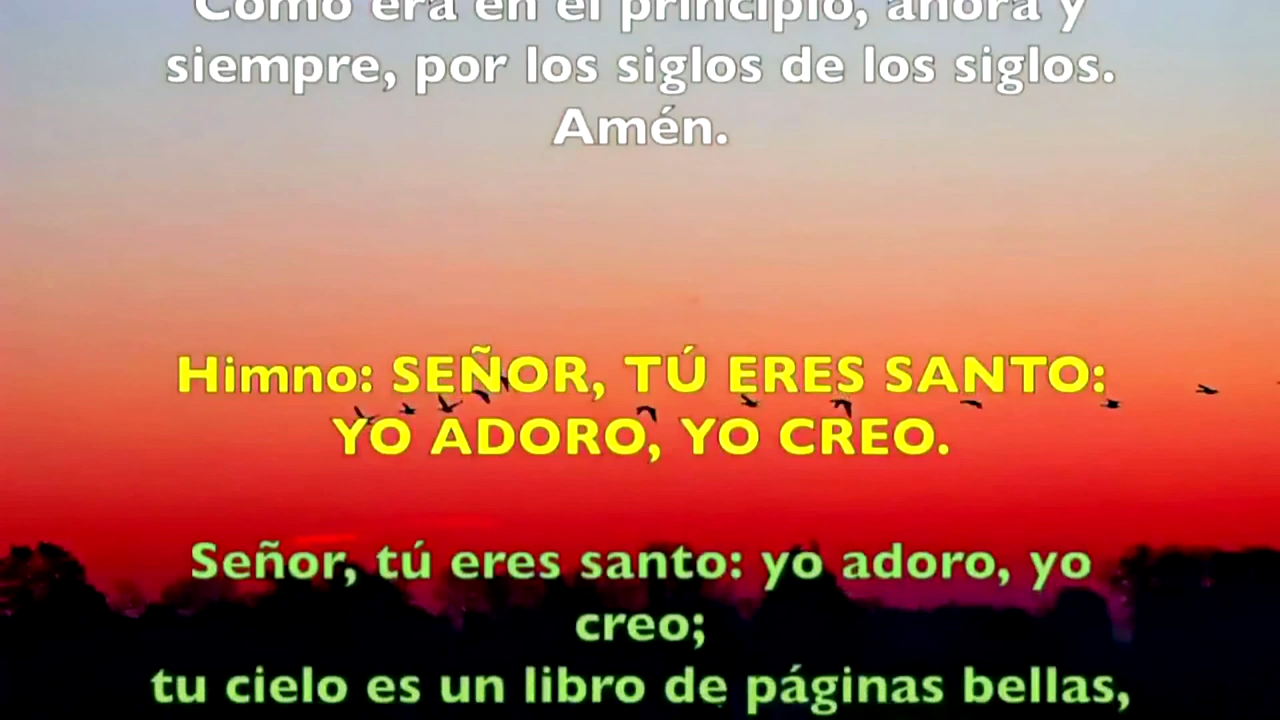 Como era en el principio, ahora y
siempre, por los siglos de los siglos.
Amén.
Himno: SEÑOR, TÚ ERES SANTO:
YO ADORO, YO CREO.
Señor, tú eres santo: yo adoro, yo
creo;
tu cielo es un libro de páginas bellas,